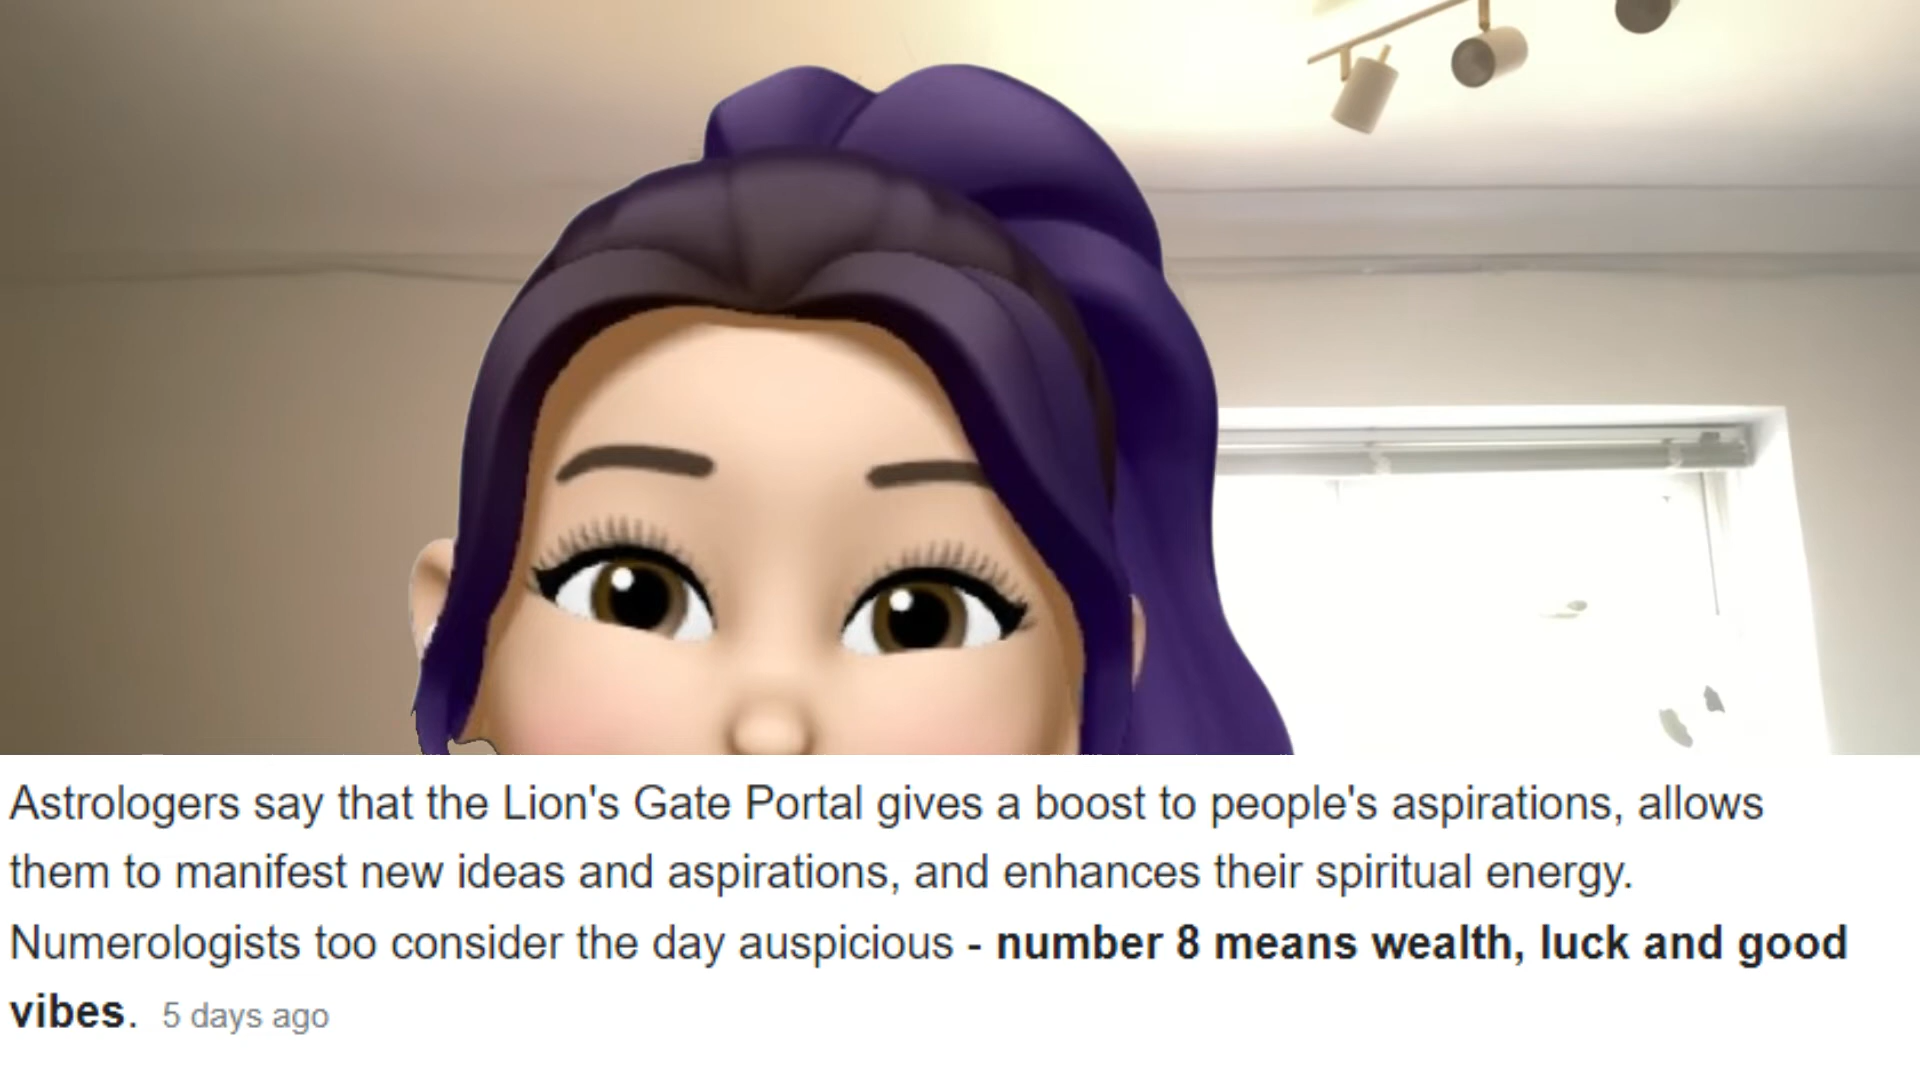 Astrologers say that the Lion's Gate Portal gives a boost to people's aspirations, allows
them to manifest new ideas and aspirations, and enhances their spiritual energy.
Numerologists too consider the day auspicious - number 8 means wealth, luck and good
vibes. 5 days ago